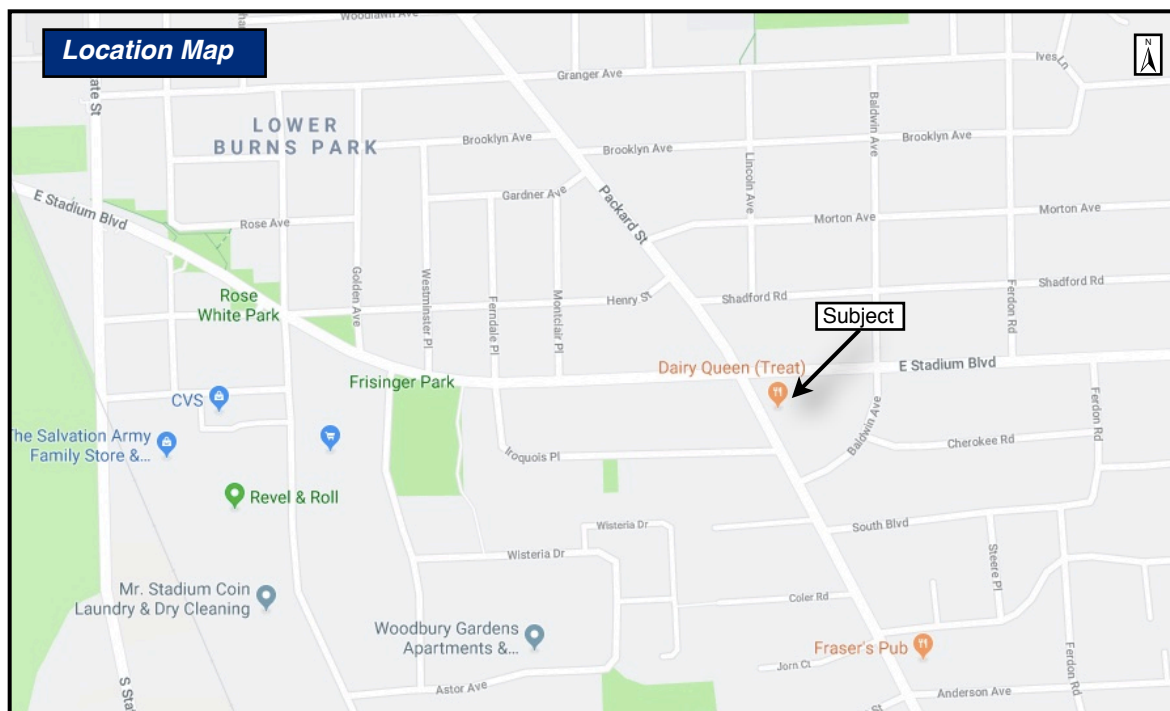 Location Map
Woodlawn Ave
N
Granger Ave
Ives Ln
ate St
LOWER
BURNS PARK
Brooklyn Ave
Brooklyn Ave
Baldwin Ave
Brooklyn Ave
Lincoln Ave
E Stadium Blvd
Gardner Ave
Packard St
Rose Ave
Morton Ave
Morton Ave
Golden Ave
Westminster Pl
Ferndale Pl
Montclair Pl
Henry St
Shadford Rd
Shadford Rd
Ferdon Rd
Rose
White Park
Subject
Dairy Queen (Treat)
E Stadium Blvd
Frisinger Park
CVS
Baldwin Ave
Ferdon Rd
The Salvation Army
Family Store &...
Iroquois Pl
Cherokee Rd
Revel & Roll
Wisteria Dr
South Blvd
Wisteria Dr
Steere Pl
Mr. Stadium Coin
Laundry & Dry Cleaning
Coler Rd
Woodbury Gardens
Apartments &...
Fraser's Pub
Jorn Ct
Ferdon Rd
S Stat
Astor Ave
Anderson Ave
St